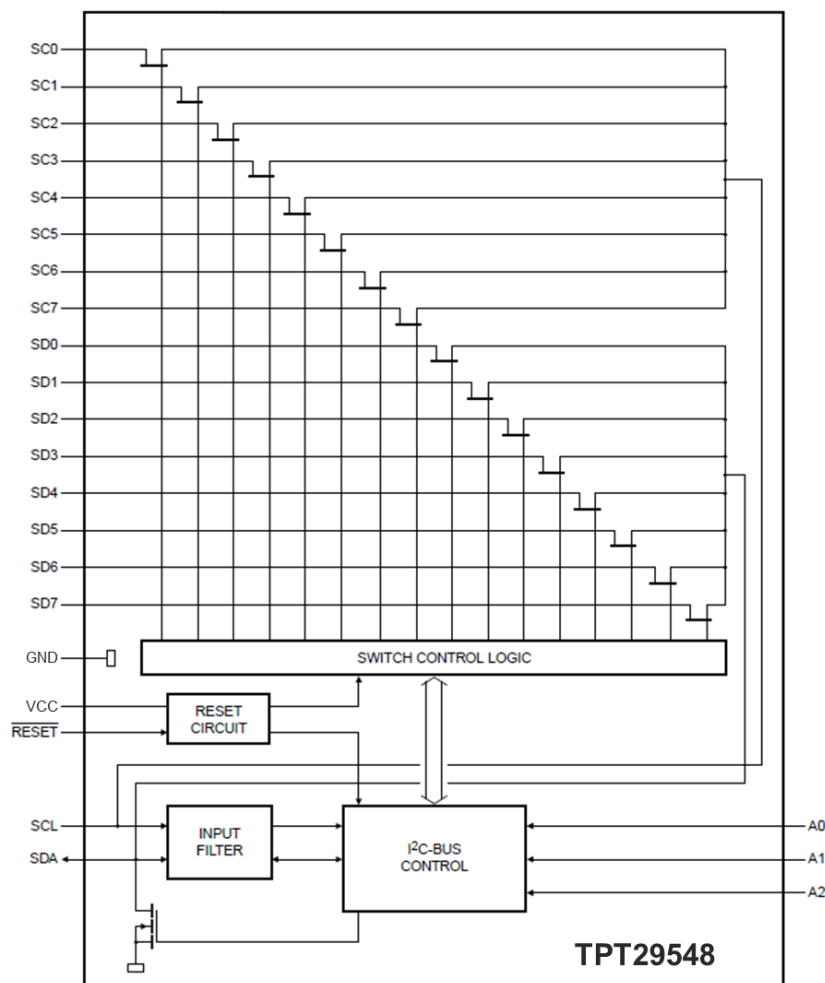 SC0
SC1
SC2
SC3
SC4
SC5
SC6
SC7
SD0
SD1
SD2
SD3
SD4
SD5
SD6
SD7
GND
SWITCH CONTROL LOGIC
VCC
RESET
RESET
CIRCUIT
SCL
SDA
INPUT
FILTER
I²C-BUS
CONTROL
A0
A1
A2
TPT29548